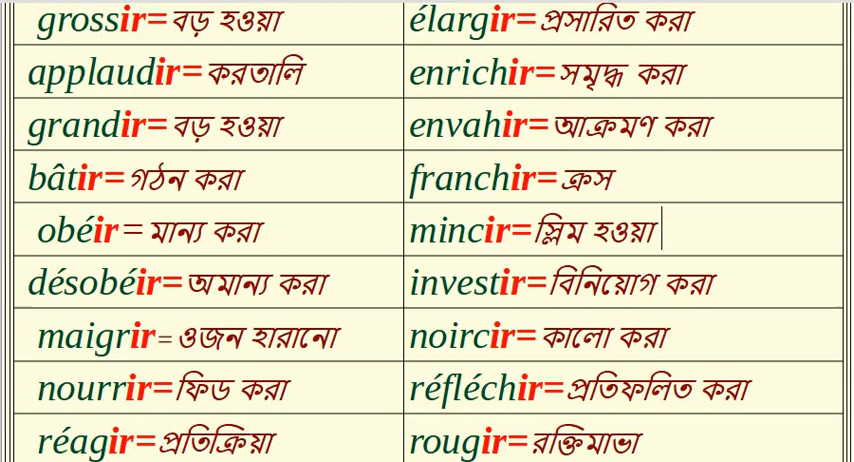 grossir= বড় হওয়া élargir= প্রসারিত করা
applaudir= করতালি enrichir= সমৃদ্ধ করা
grandir= বড় হওয়া envahir= আক্রমণ করা
bâtir= গঠন করা franchir= ক্রস
obéir = মান্য করা mincir= স্লিম হওয়া
désobéir= অমান্য করা investir= বিনিয়োগ করা
maigrir= ওজন হারানো noircir= কালো করা
nourrir= ফিড করা réfléchir= প্রতিফলিত করা
réagir= প্রতিক্রিয়া rougir= রক্তিমাভা